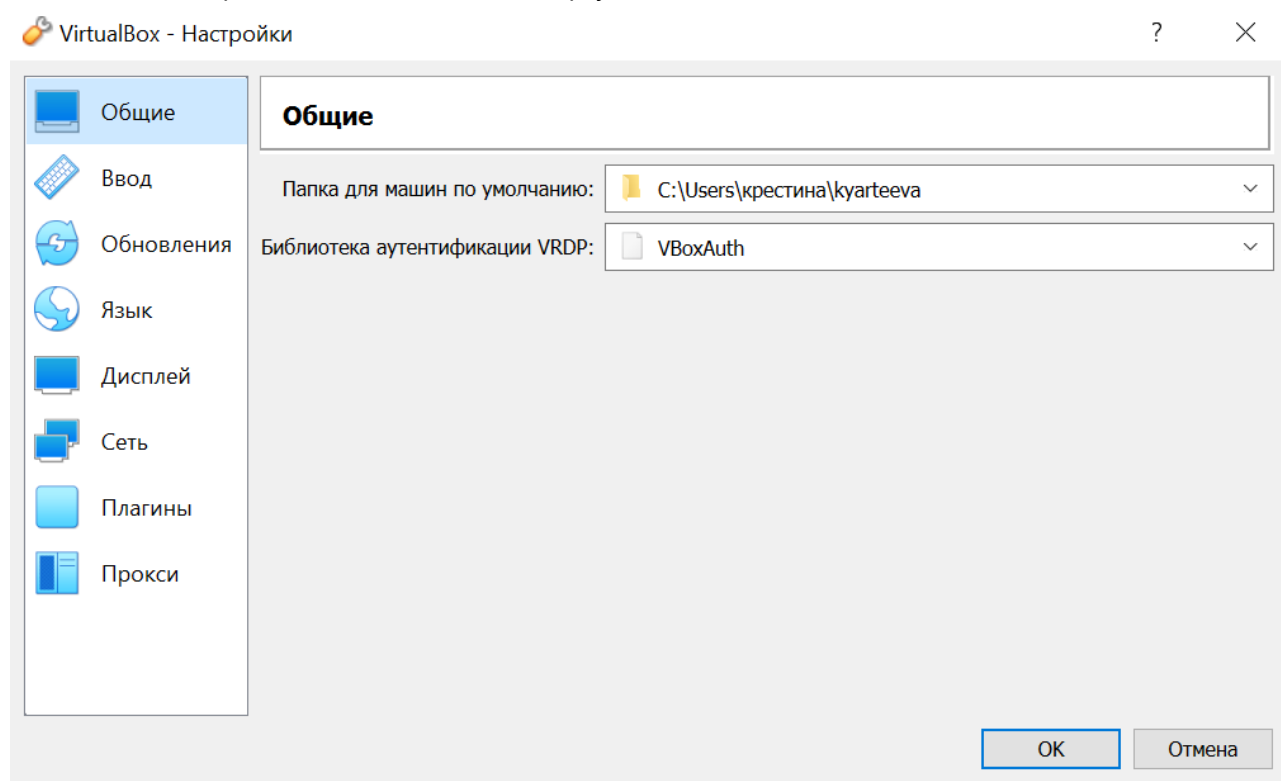 VirtualBox - Настройки
?
Общие
Ввод
Обновления
Язык
Дисплей
Сеть
Плагины
Прокси
Общие
Папка для машин по умолчанию: C:\Users\крестина\kyarteeva
Библиотека аутентификации VRDP: VBoxAuth
OK
Отмена